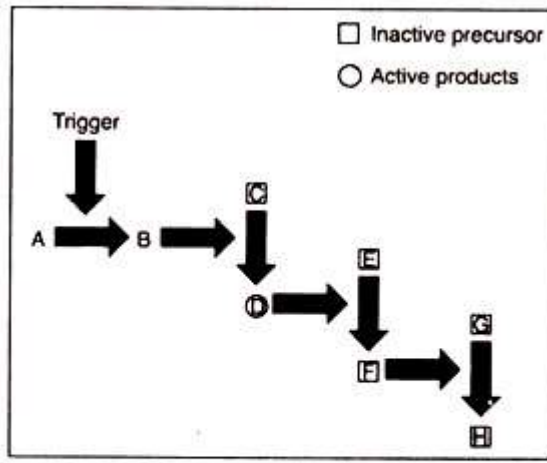 Inactive precursor
Active products
Trigger
C
A
B
E
D
G
F
H